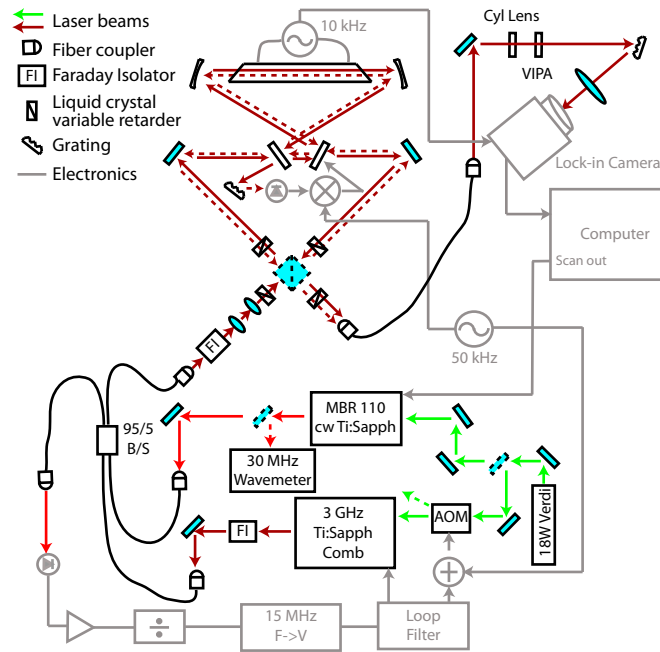 Laser beams
Fiber coupler
FI
Faraday Isolator
Liquid crystal
variable retarder
Grating
Electronics
10 kHz
Cyl Lens
VIPA
Lock-in Camera
Computer
Scan out
50 kHz
FI
95/5
B/S
MBR 110
cw Ti:Sapph
30 MHz
Wavemeter
3 GHz
Ti:Sapph
Comb
FI
AOM
18W Verdi
÷
+
15 MHz
F->V
Loop
Filter